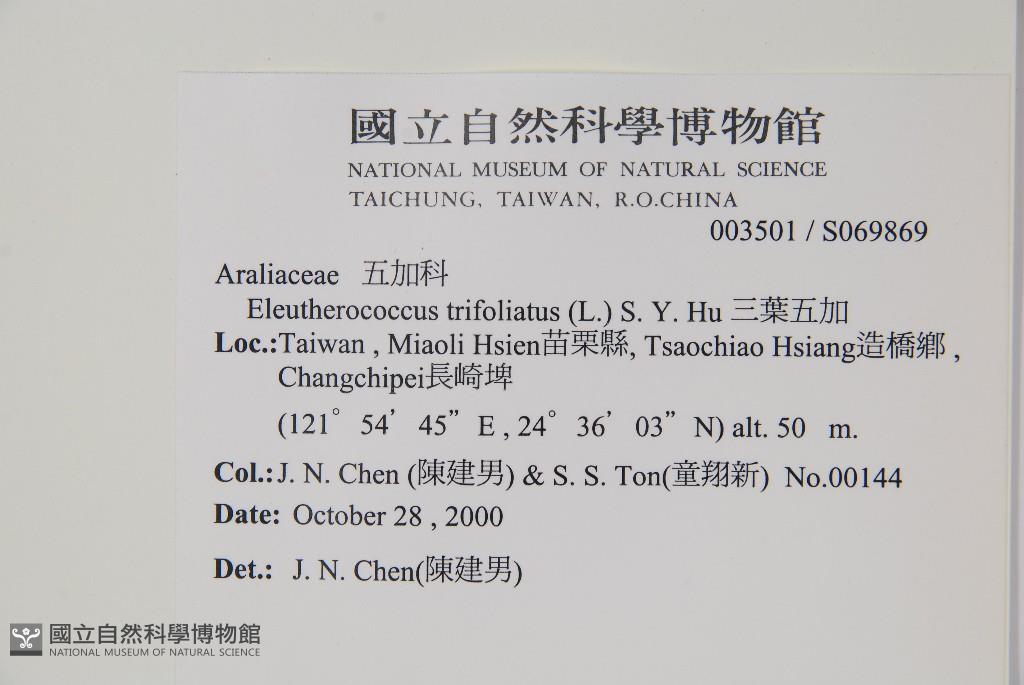 國立自然科學博物館
NATIONAL MUSEUM OF NATURAL SCIENCE
TAICHUNG, TAIWAN, R.O.CHINA
003501 / S069869
Araliaceae 五加科
Eleutherococcus trifoliatus (L.) S. Y. Hu 三葉五加
Loc.:Taiwan , Miaoli Hsien苗栗縣, Tsaochiao Hsiang造橋鄉 ,
Changchipei長崎埤
(121° 54’ 45” E , 24° 36’ 03” N) alt. 50 m.
Col.: J. N. Chen (陳建男) & S. S. Ton(童翔新) No.00144
Date: October 28 , 2000
Det.: J. N. Chen(陳建男)
國立自然科學博物館
NATIONAL MUSEUM OF NATURAL SCIENCE